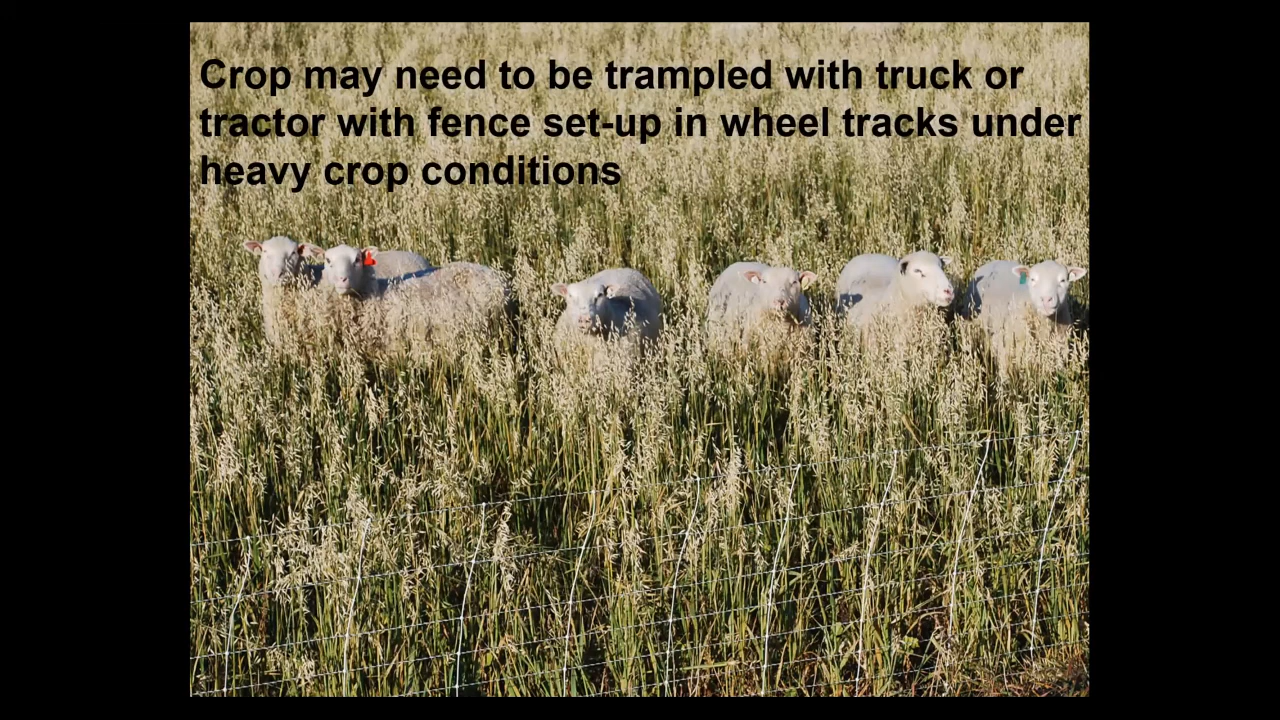 Crop may need to be trampled with truck or
tractor with fence set-up in wheel tracks under
heavy crop conditions